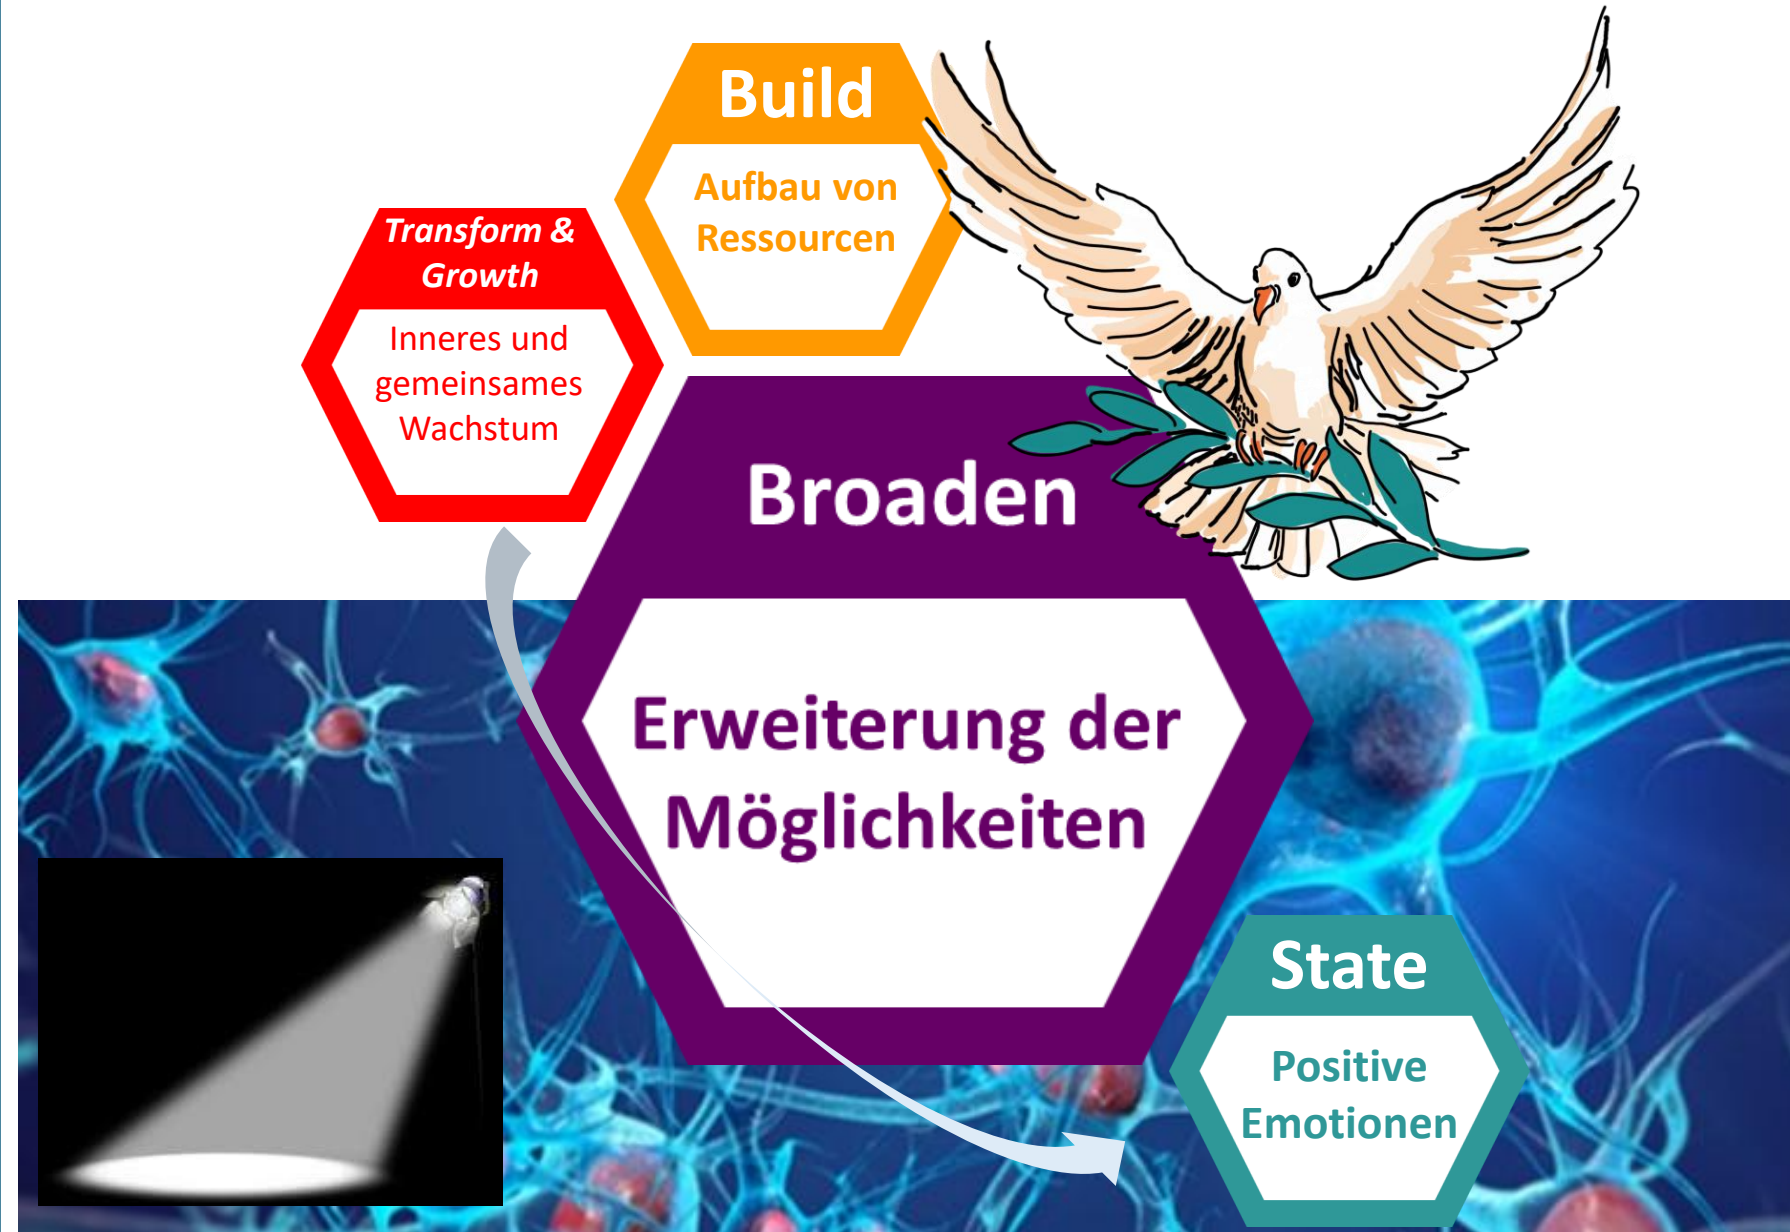 Build
Aufbau von
Ressourcen
Transform &
Growth
Inneres und
gemeinsames
Wachstum
Broaden
Erweiterung der
Möglichkeiten
State
Positive
Emotionen